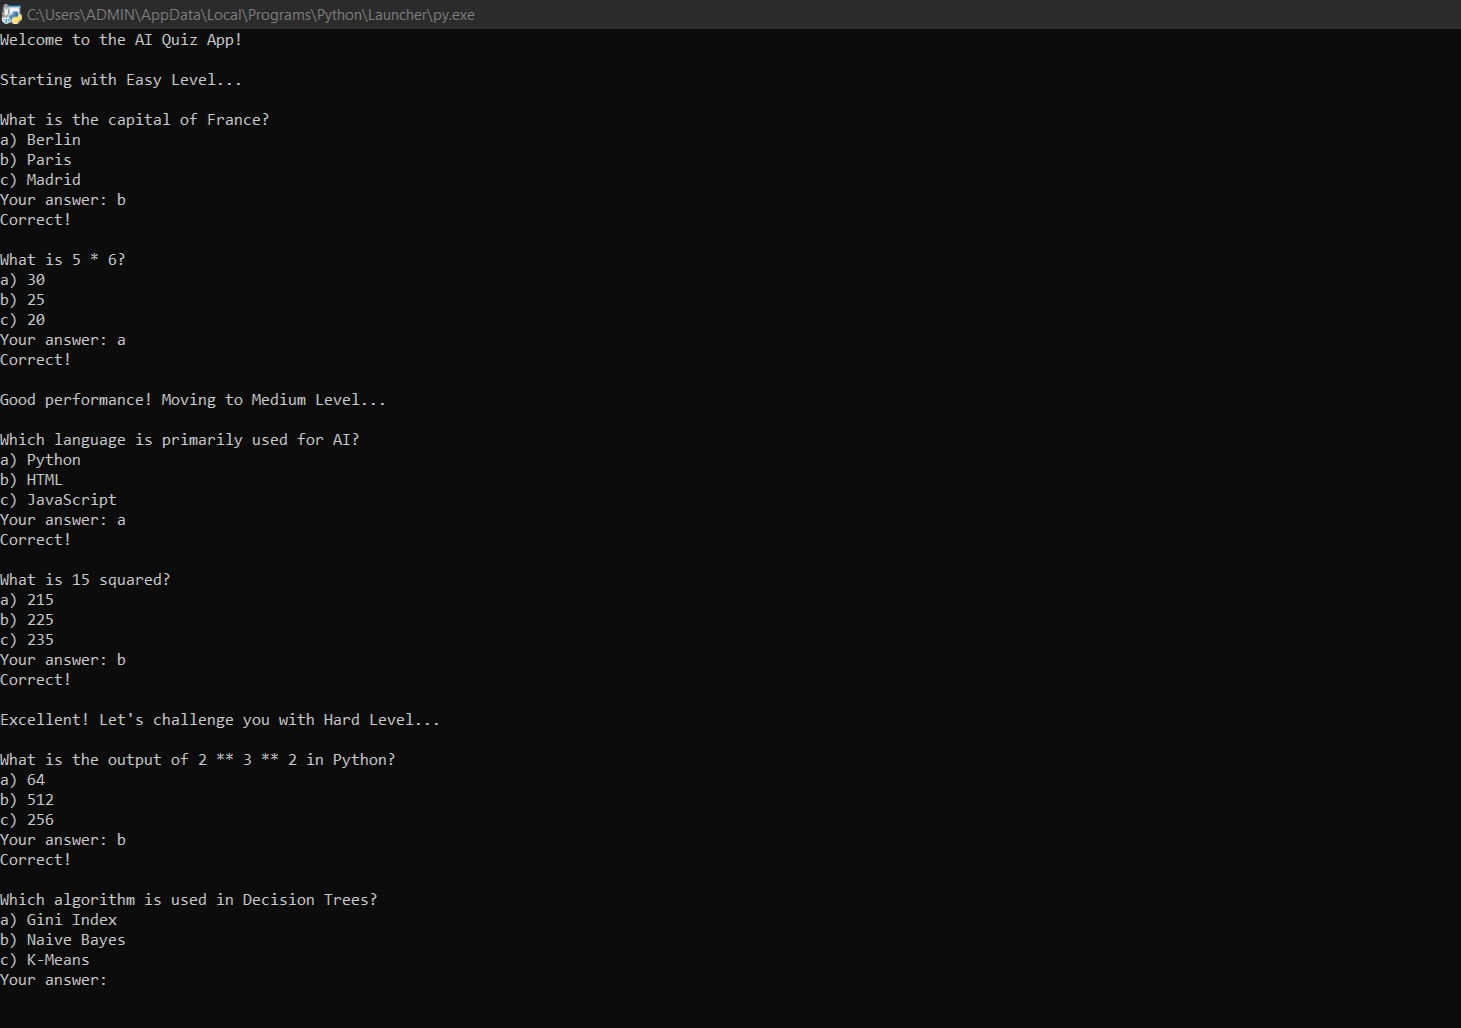 C:\Users\ADMIN\AppData\Local\Programs\Python\Launcher\py.exe
Welcome to the AI Quiz App!
Starting with Easy Level...
What is the capital of France?
a) Berlin
b) Paris
c) Madrid
Your answer: b
Correct!
What is 5 * 6?
a) 30
b) 25
c) 20
Your answer: a
Correct!
Good performance! Moving to Medium Level...
Which language is primarily used for AI?
a) Python
b) HTML
c) JavaScript
Your answer: a
Correct!
What is 15 squared?
a) 215
b) 225
c) 235
Your answer: b
Correct!
Excellent! Let's challenge you with Hard Level...
What is the output of 2 ** 3 ** 2 in Python?
a) 64
b) 512
c) 256
Your answer: b
Correct!
Which algorithm is used in Decision Trees?
a) Gini Index
b) Naive Bayes
c) K-Means
Your answer: